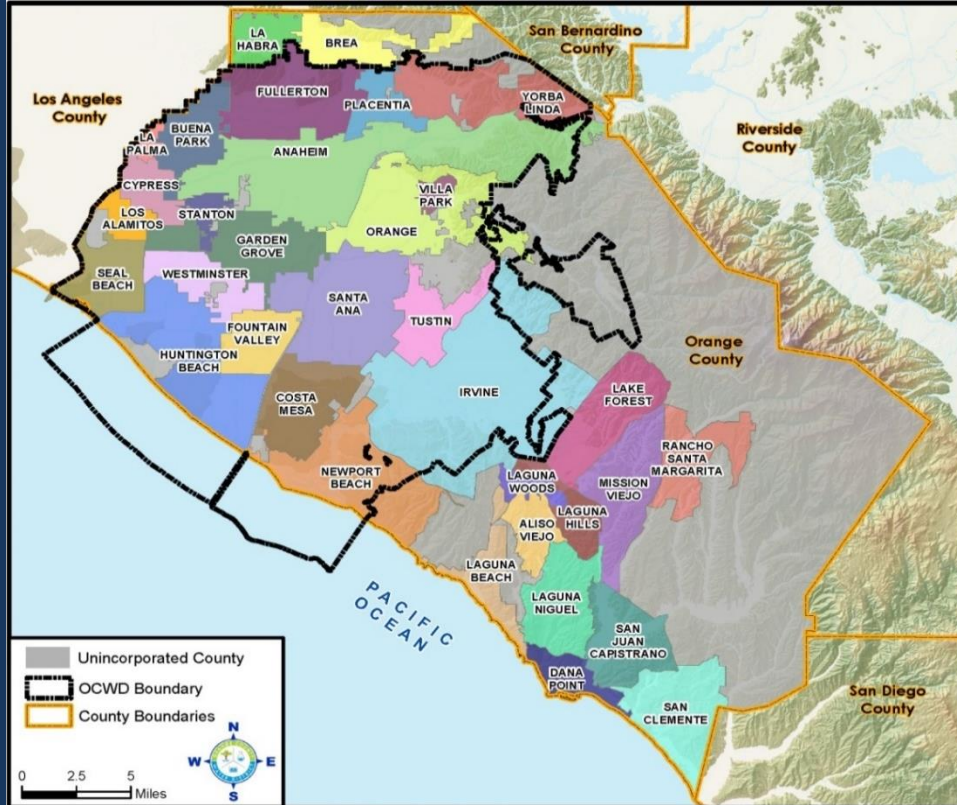 San Bernardino
County
LA
HABRA
BREA
Los Angeles
County
FULLERTON
PLACENTIA
YORBA
LINDA
Riverside
County
BUENA
PARK
LA
PALMA
ANAHEIM
CYPRESS
VILLA
PARK
LOS
ALAMITOS
STANTON
ORANGE
GARDEN
GROVE
SEAL
BEACH
WESTMINSTER
SANTA
ANA
TUSTIN
FOUNTAIN
VALLEY
Orange
County
HUNTINGTON
BEACH
COSTA
MESA
IRVINE
LAKE
FOREST
RANCHO
SANTA
MARGARITA
NEWPORT
BEACH
LAGUNA
WOODS
MISSION
VIEJO
LAGUNA
HILLS
ALISO
VIEJO
LAGUNA
BEACH
LAGUNA
NIGUEL
PACIFIC
OCEAN
SAN
JUAN
CAPISTRANO
DANA
POINT
SAN
CLEMENTE
San Diego
County
Unincorporated County
OCWD Boundary
County Boundaries
N
W E
S
0 2.5 5
Miles